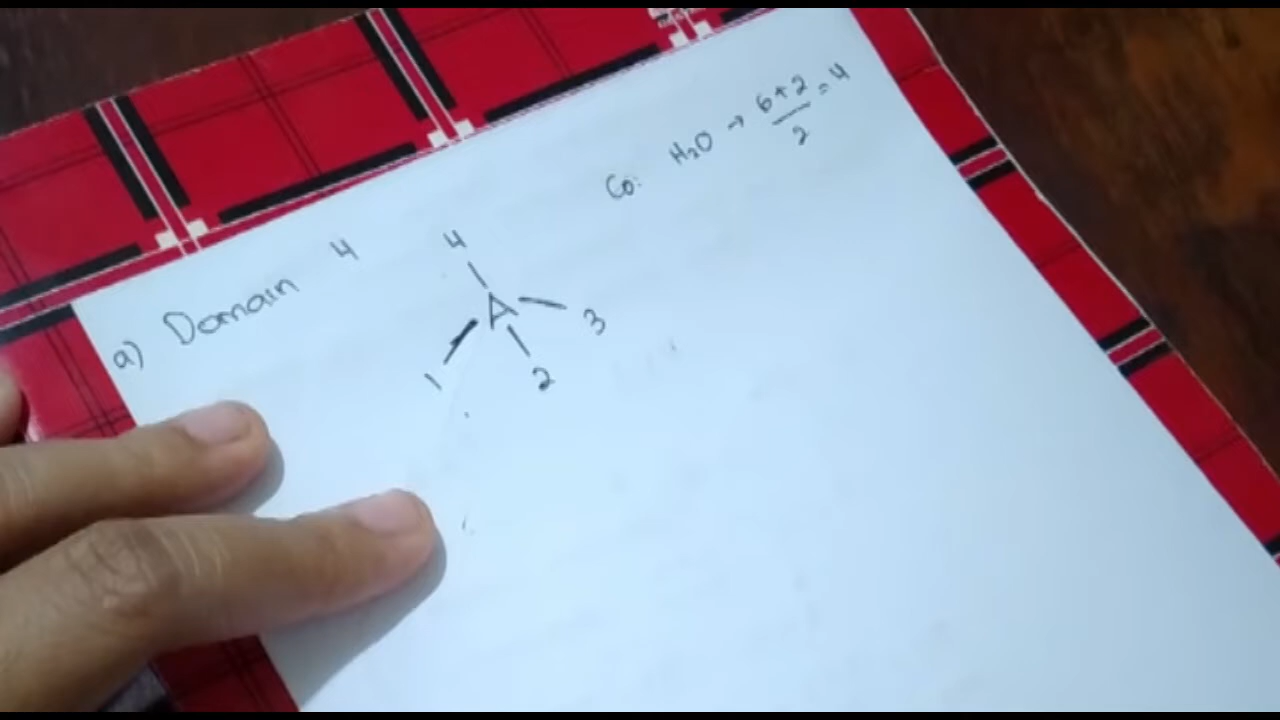 a) Domain 4
4
A
1 2 3
Co: H₂O → 6+2/2 = 4